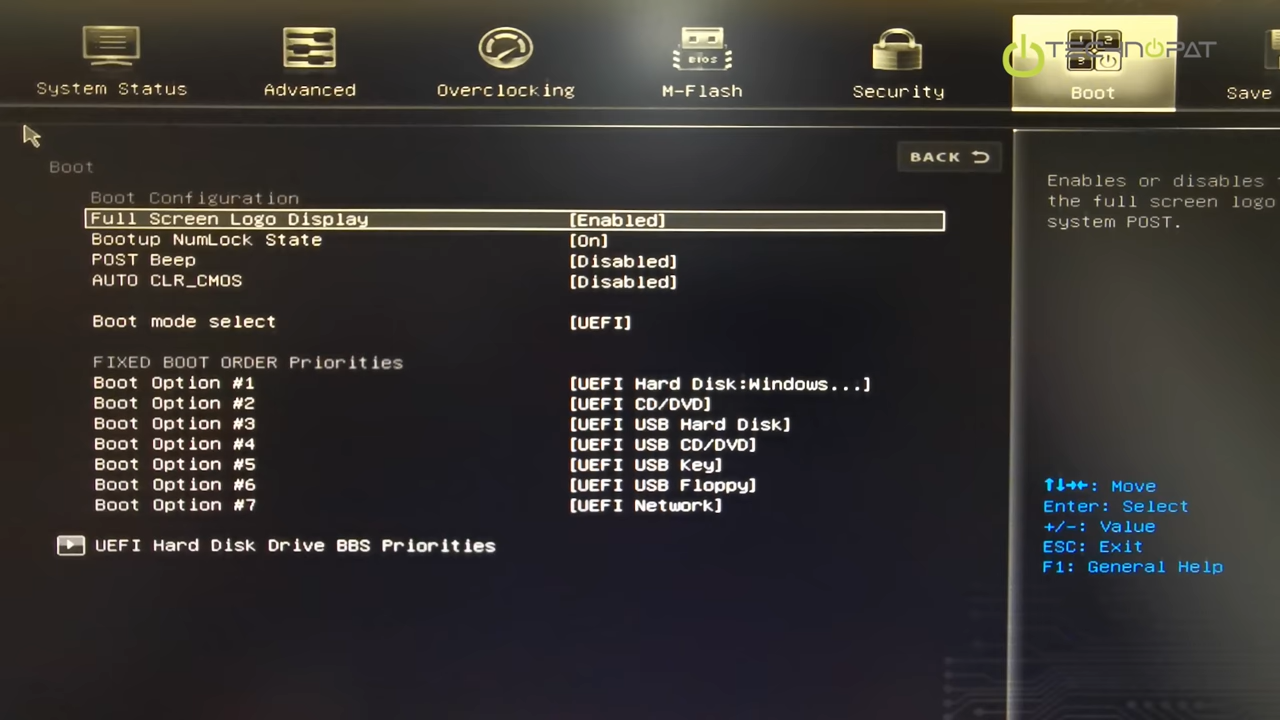 TECHNOPAT
System Status
Advanced
Overclocking
BIOS
M-Flash
Security
1 2
3
Boot
Save
Boot
BACK
Boot Configuration
Full Screen Logo Display [Enabled]
Bootup NumLock State [On]
POST Beep [Disabled]
AUTO CLR_CMOS [Disabled]
Boot mode select [UEFI]
FIXED BOOT ORDER Priorities
Boot Option #1 [UEFI Hard Disk:Windows...]
Boot Option #2 [UEFI CD/DVD]
Boot Option #3 [UEFI USB Hard Disk]
Boot Option #4 [UEFI USB CD/DVD]
Boot Option #5 [UEFI USB Key]
Boot Option #6 [UEFI USB Floppy]
Boot Option #7 [UEFI Network]
UEFI Hard Disk Drive BBS Priorities
Enables or disables
the full screen logo
system POST.
↑↓→←: Move
Enter: Select
+/-: Value
ESC: Exit
F1: General Help